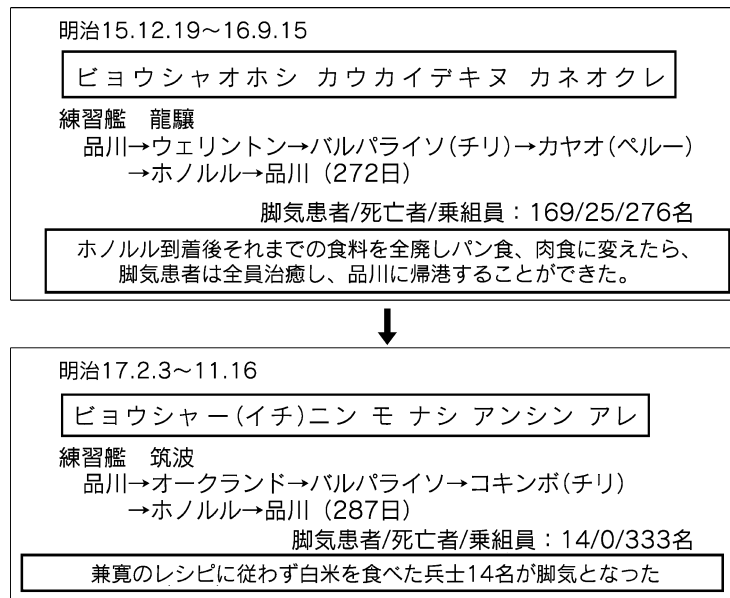 明治15.12.19〜16.9.15
ビョウシャオホシ カウカイデキヌ カネオクレ
練習艦 龍驤
品川→ウェリントン→バルパライソ(チリ)→カヤオ(ペルー)
→ホノルル→品川(272日)
脚気患者/死亡者/乗組員:169/25/276名
ホノルル到着後それまでの食料を全廃しパン食、肉食に変えたら、
脚気患者は全員治癒し、品川に帰港することができた。
明治17.2.3〜11.16
ビョウシャー(イチ)ニン モ ナシ アンシン アレ
練習艦 筑波
品川→オークランド→バルパライソ→コキンボ(チリ)
→ホノルル→品川(287日)
脚気患者/死亡者/乗組員:14/0/333名
兼寛のレシピに従わず白米を食べた兵士14名が脚気となった